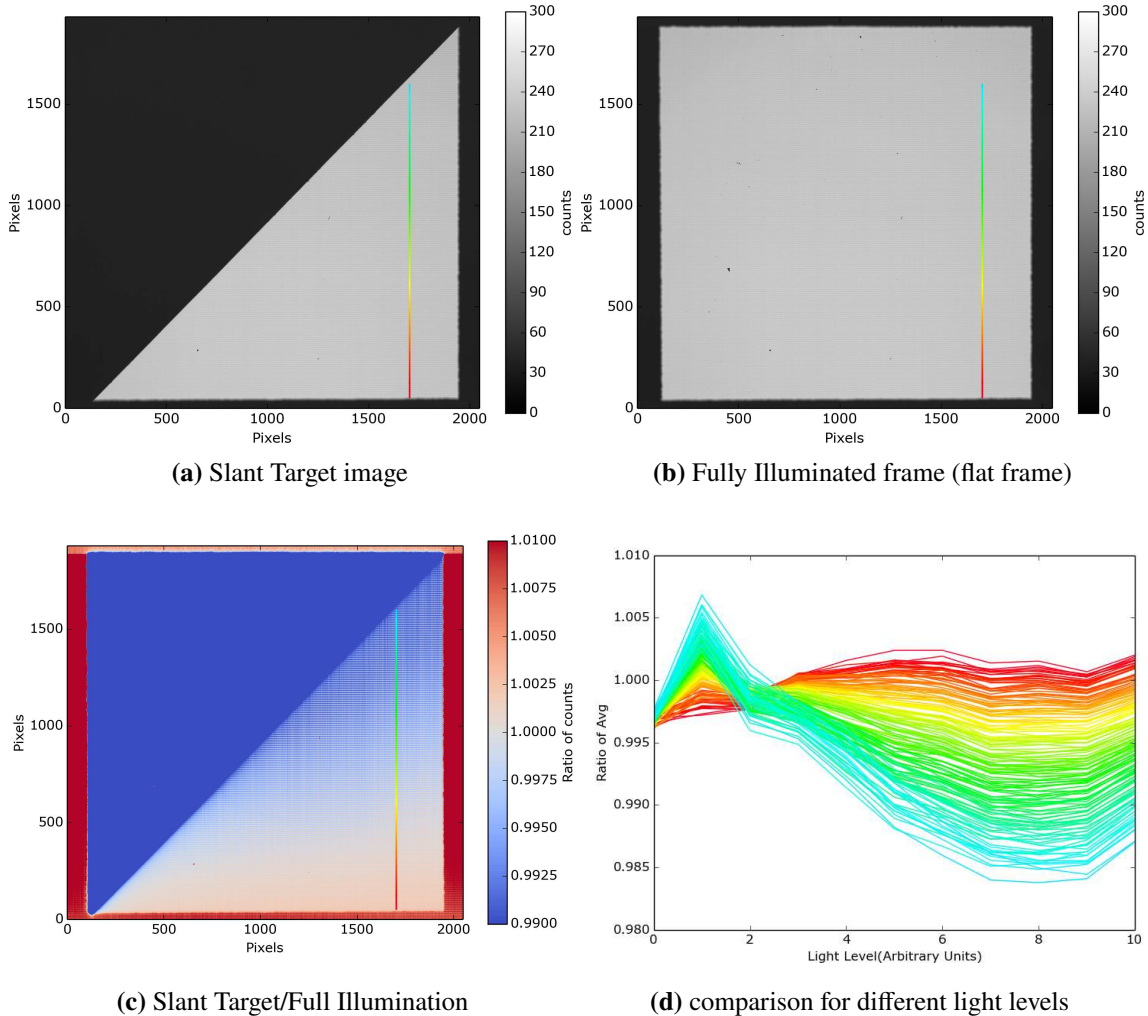 300
270
240
210
180
150
120
90
60
30
0
counts
1500
1000
500
0
Pixels
0 500 1000 1500 2000
Pixels
(a) Slant Target image
300
270
240
210
180
150
120
90
60
30
0
counts
1500
1000
500
0
Pixels
0 500 1000 1500 2000
Pixels
(b) Fully Illuminated frame (flat frame)
1.0100
1.0075
1.0050
1.0025
1.0000
0.9975
0.9950
0.9925
0.9900
Ratio of counts
1500
1000
500
0
Pixels
0 500 1000 1500 2000
Pixels
(c) Slant Target/Full Illumination
1.010
1.005
1.000
0.995
0.990
0.985
0.980
Ratio of Avg
0 2 4 6 8 10
Light Level(Arbitrary Units)
(d) comparison for different light levels